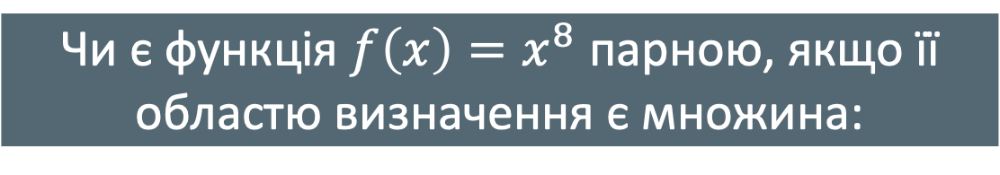 Чи є функція f(x) = x⁸ парною, якщо її
областю визначення є множина: